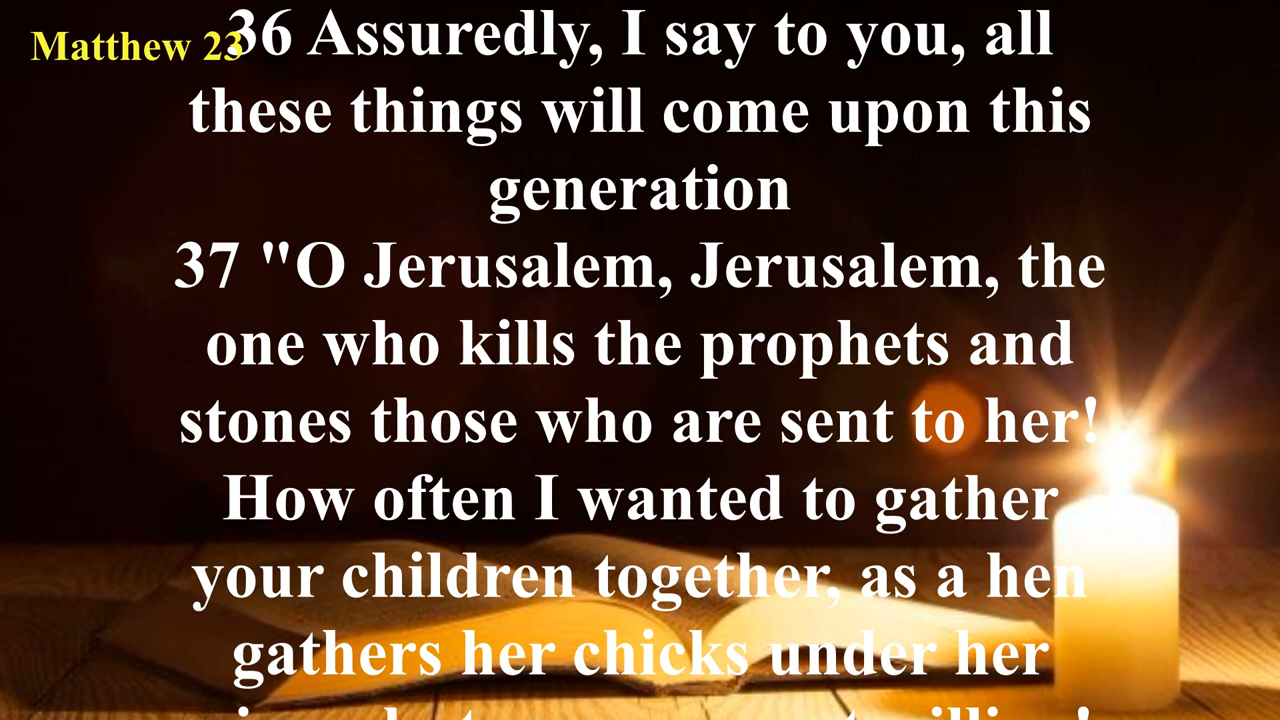 Matthew 23
36 Assuredly, I say to you, all
these things will come upon this
generation
37 "O Jerusalem, Jerusalem, the
one who kills the prophets and
stones those who are sent to her!
How often I wanted to gather
your children together, as a hen
gathers her chicks under her